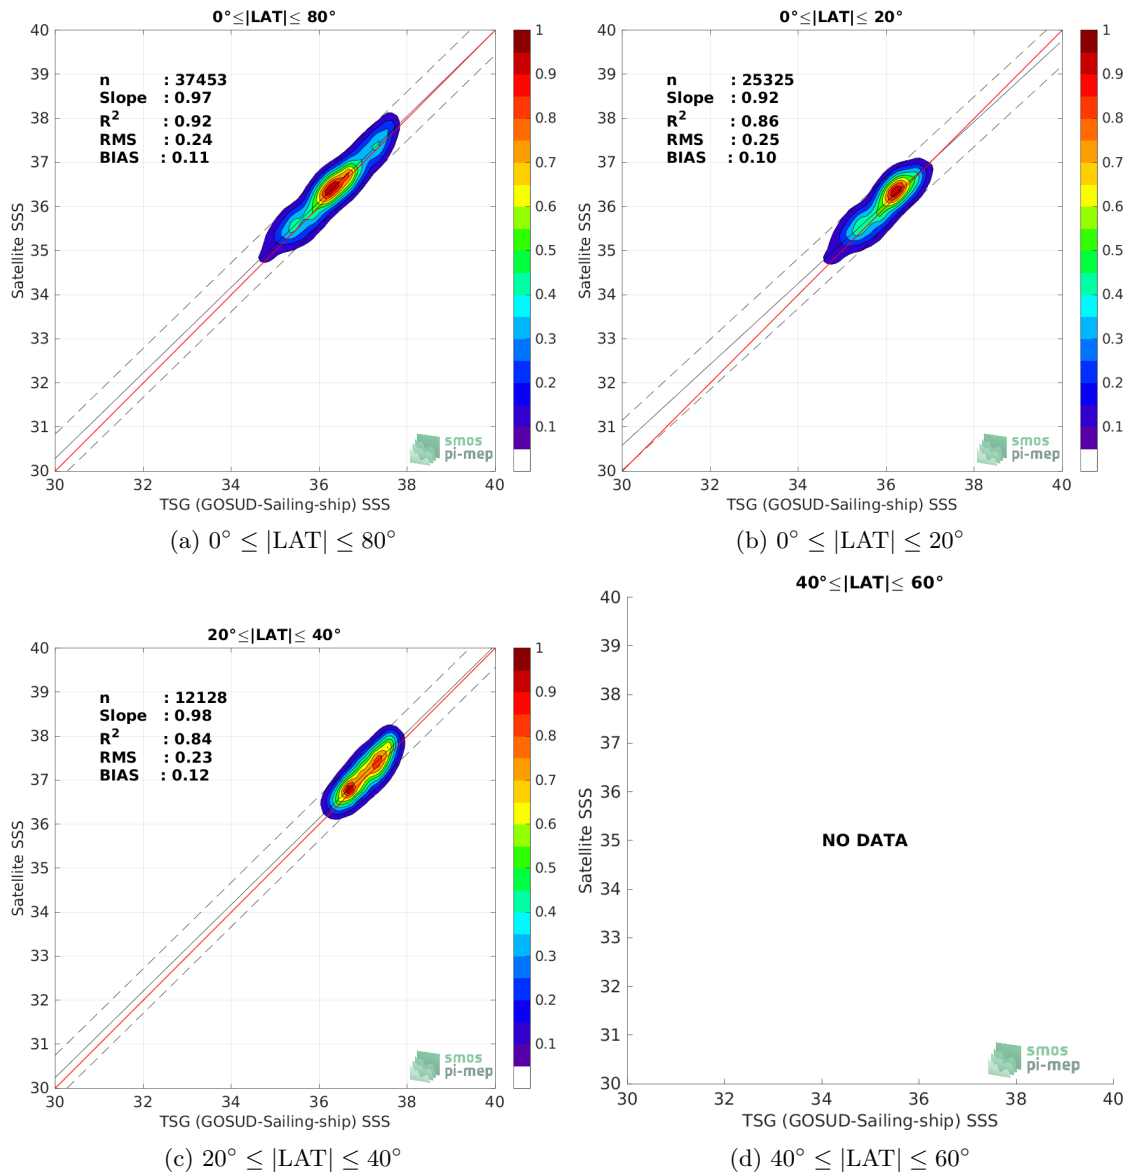 0°≤|LAT|≤ 80°
40
39
38
37
36
35
34
33
32
31
30
Satellite SSS
n : 37453
Slope : 0.97
R2 : 0.92
RMS : 0.24
BIAS : 0.11
1
0.9
0.8
0.7
0.6
0.5
0.4
0.3
0.2
0.1
smos
pi-mep
30 32 34 36 38 40
TSG (GOSUD-Sailing-ship) SSS
(a) 0° ≤ |LAT| ≤ 80°
0°≤|LAT|≤ 20°
40
39
38
37
36
35
34
33
32
31
30
Satellite SSS
n : 25325
Slope : 0.92
R2 : 0.86
RMS : 0.25
BIAS : 0.10
1
0.9
0.8
0.7
0.6
0.5
0.4
0.3
0.2
0.1
smos
pi-mep
30 32 34 36 38 40
TSG (GOSUD-Sailing-ship) SSS
(b) 0° ≤ |LAT| ≤ 20°
20°≤|LAT|≤ 40°
40
39
38
37
36
35
34
33
32
31
30
Satellite SSS
n : 12128
Slope : 0.98
R2 : 0.84
RMS : 0.23
BIAS : 0.12
1
0.9
0.8
0.7
0.6
0.5
0.4
0.3
0.2
0.1
smos
pi-mep
30 32 34 36 38 40
TSG (GOSUD-Sailing-ship) SSS
(c) 20° ≤ |LAT| ≤ 40°
40°≤|LAT|≤ 60°
40
39
38
37
36
35
34
33
32
31
30
Satellite SSS
NO DATA
smos
pi-mep
30 32 34 36 38 40
TSG (GOSUD-Sailing-ship) SSS
(d) 40° ≤ |LAT| ≤ 60°